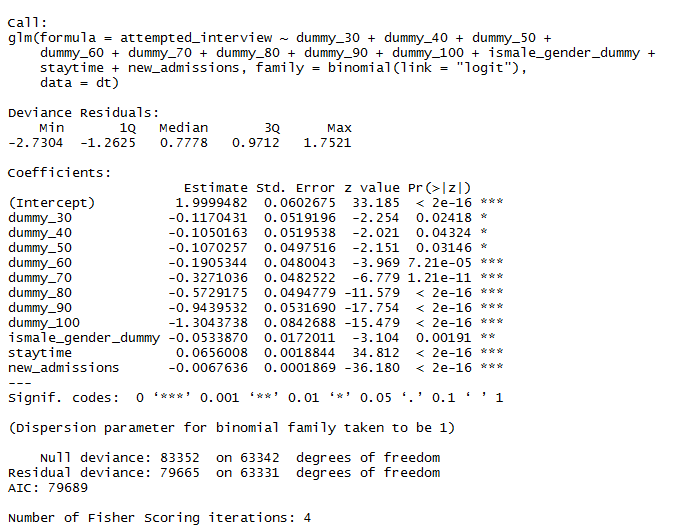 Call:
glm(formula = attempted_interview ~ dummy_30 + dummy_40 + dummy_50 +
    dummy_60 + dummy_70 + dummy_80 + dummy_90 + dummy_100 + ismale_gender_dummy +
    staytime + new_admissions, family = binomial(link = "logit"),
    data = dt)

Deviance Residuals:
    Min       1Q   Median       3Q      Max
-2.7304  -1.2625   0.7778   0.9712   1.7521

Coefficients:
                      Estimate Std. Error z value Pr(>|z|)
(Intercept)          1.9999482  0.0602675  33.185  < 2e-16 ***
dummy_30            -0.1170431  0.0519196  -2.254  0.02418 *
dummy_40            -0.1050163  0.0519538  -2.021  0.04324 *
dummy_50            -0.1070257  0.0497516  -2.151  0.03146 *
dummy_60            -0.1905344  0.0480043  -3.969 7.21e-05 ***
dummy_70            -0.3271036  0.0482522  -6.779 1.21e-11 ***
dummy_80            -0.5729175  0.0494779 -11.579  < 2e-16 ***
dummy_90            -0.9439532  0.0531690 -17.754  < 2e-16 ***
dummy_100           -1.3043738  0.0842688 -15.479  < 2e-16 ***
ismale_gender_dummy -0.0533870  0.0172011  -3.104  0.00191 **
staytime             0.0656008  0.0018844  34.812  < 2e-16 ***
new_admissions      -0.0067636  0.0001869 -36.180  < 2e-16 ***
---
Signif. codes:  0 ‘***’ 0.001 ‘**’ 0.01 ‘*’ 0.05 ‘.’ 0.1 ‘ ’ 1

(Dispersion parameter for binomial family taken to be 1)

    Null deviance: 83352  on 63342  degrees of freedom
Residual deviance: 79665  on 63331  degrees of freedom
AIC: 79689

Number of Fisher Scoring iterations: 4